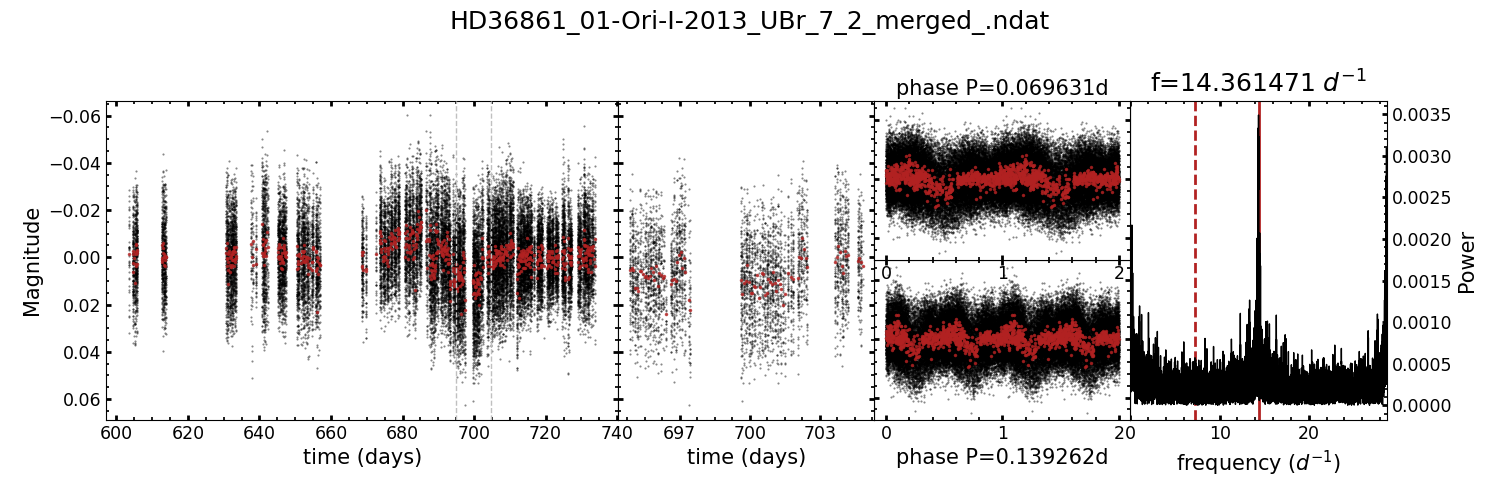 HD36861_01-Ori-I-2013_UBr_7_2_merged_.ndat
phase P=0.069631d
f=14.361471 d⁻¹
Magnitude
−0.06
−0.04
−0.02
0.00
0.02
0.04
0.06
600 620 640 660 680 700 720 740
time (days)
697 700 703
time (days)
0 1 2
0 1 2
phase P=0.139262d
0 10 20
frequency (d⁻¹)
0.0035
0.0030
0.0025
0.0020
0.0015
0.0010
0.0005
0.0000
Power